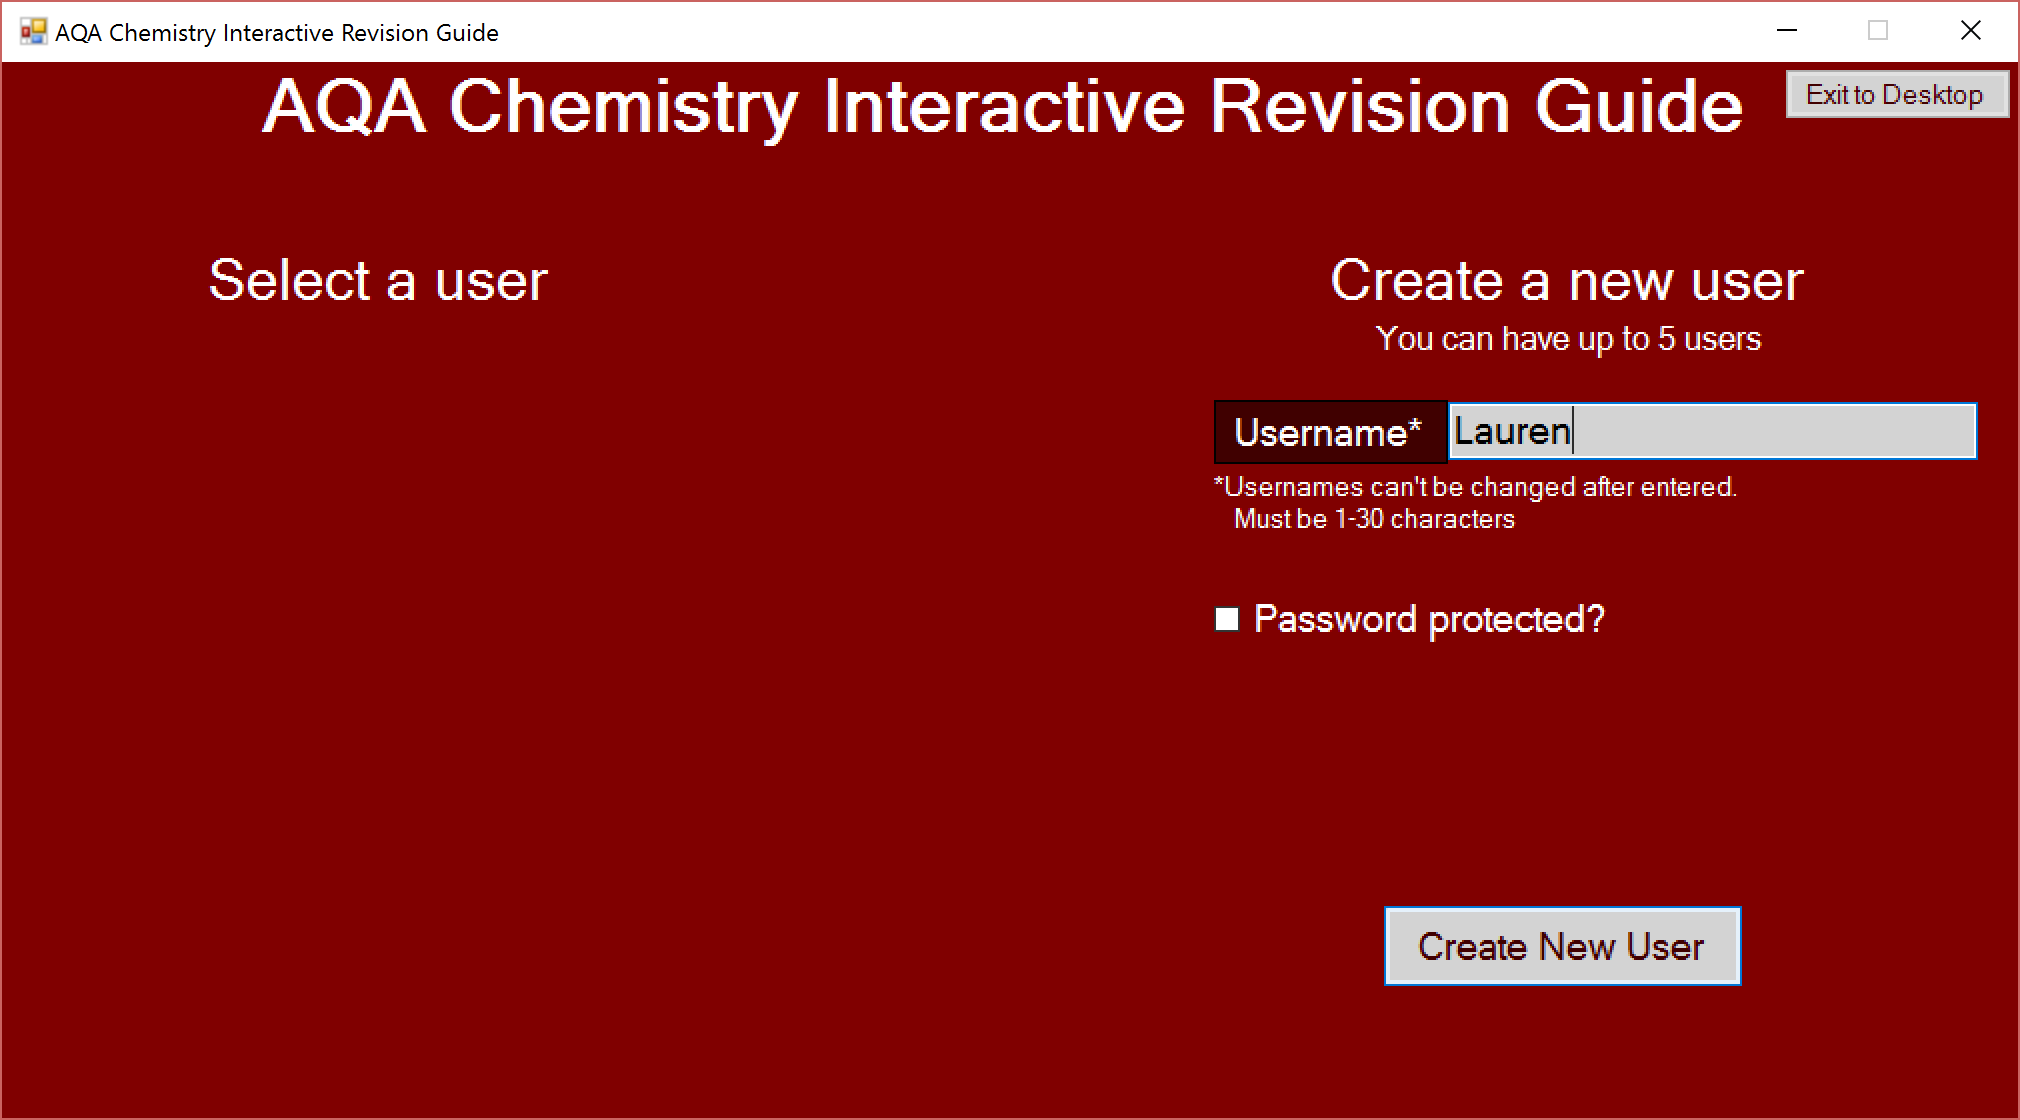 AQA Chemistry Interactive Revision Guide
AQA Chemistry Interactive Revision Guide
Exit to Desktop
Select a user
Create a new user
You can have up to 5 users
Username* Lauren
*Usernames can't be changed after entered.
Must be 1-30 characters
Password protected?
Create New User